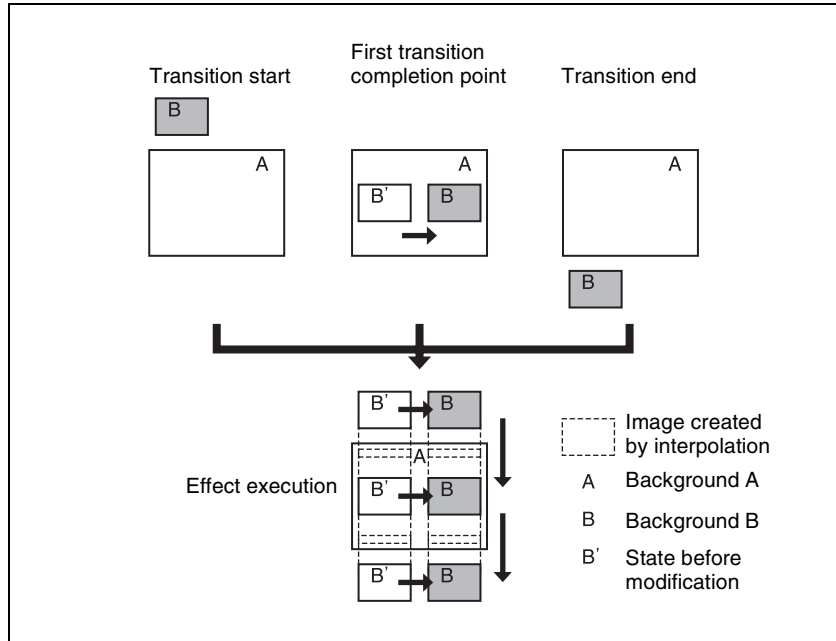 First transition
Transition start
completion point
Transition end
B
A
A
B'
B
A
B
B'
B
A
Effect execution
B'
B
B'
B
Image created
by interpolation
A
Background A
B
Background B
B'
State before
modification